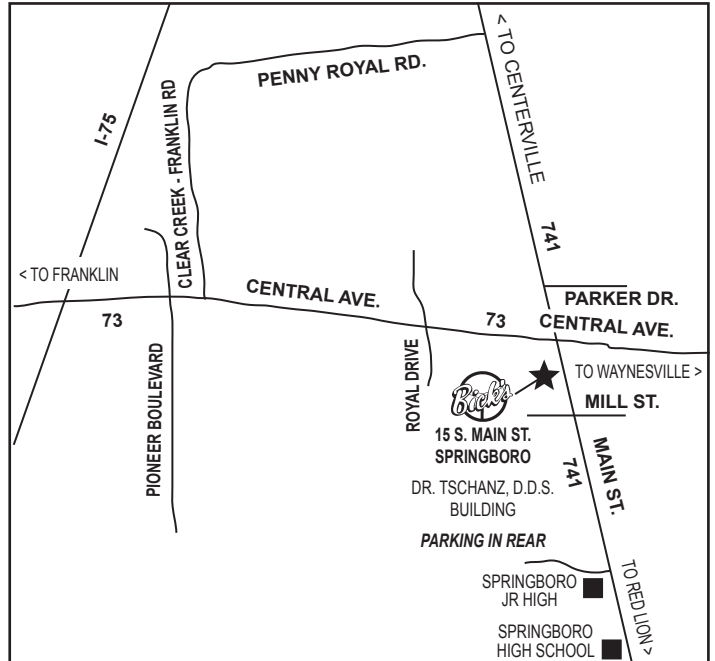 < TO CENTERVILLE
PENNY ROYAL RD.
I-75
CLEAR CREEK - FRANKLIN RD
741
< TO FRANKLIN
CENTRAL AVE.
PARKER DR.
73
73
CENTRAL AVE.
PIONEER BOULEVARD
ROYAL DRIVE
TO WAYNESVILLE >
Bick's
MILL ST.
15 S. MAIN ST.
SPRINGBORO
MAIN ST.
741
DR. TSCHANZ, D.D.S.
BUILDING
PARKING IN REAR
TO RED LION >
SPRINGBORO
JR HIGH
SPRINGBORO
HIGH SCHOOL